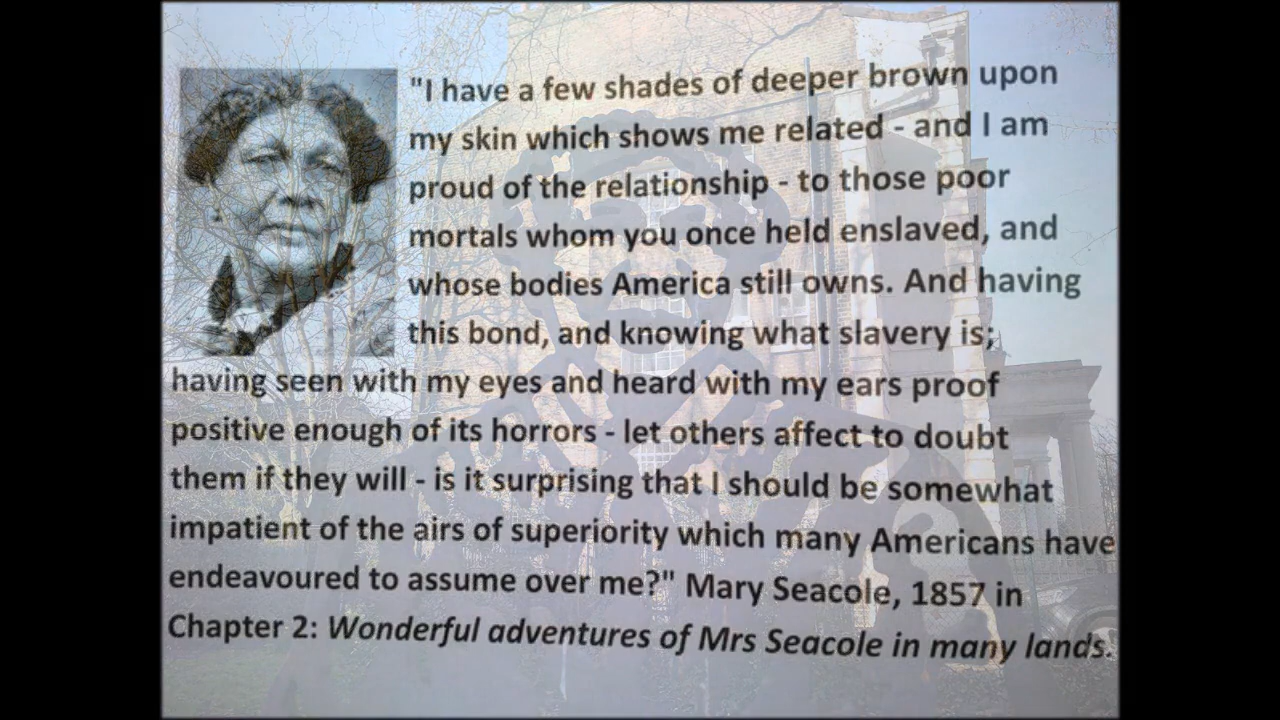 "I have a few shades of deeper brown upon
my skin which shows me related - and I am
proud of the relationship - to those poor
mortals whom you once held enslaved, and
whose bodies America still owns. And having
this bond, and knowing what slavery is;
having seen with my eyes and heard with my ears proof
positive enough of its horrors - let others affect to doubt
them if they will - is it surprising that I should be somewhat
impatient of the airs of superiority which many Americans have
endeavoured to assume over me?" Mary Seacole, 1857 in
Chapter 2: Wonderful adventures of Mrs Seacole in many lands.